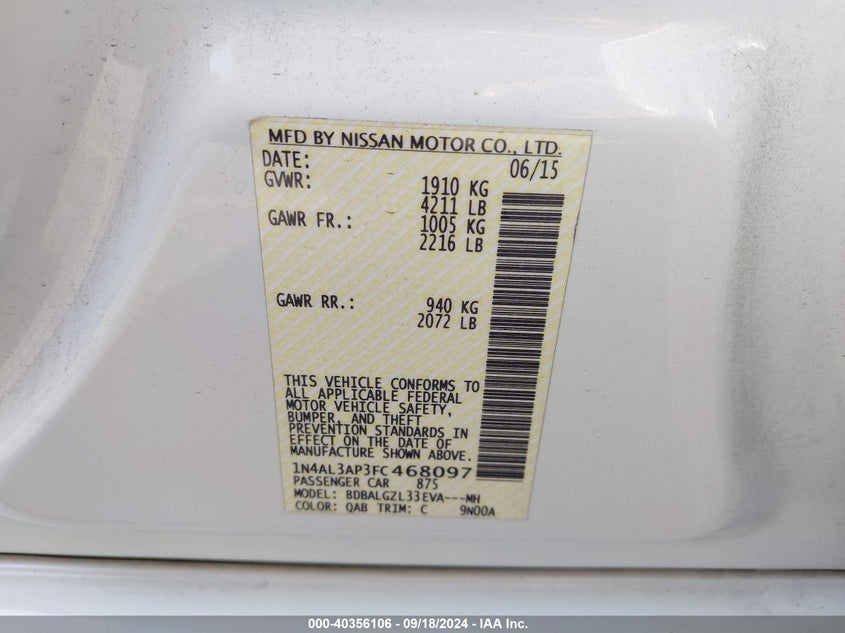 MFD BY NISSAN MOTOR CO., LTD.
DATE: 06/15
GVWR: 1910 KG
4211 LB
GAWR FR.: 1005 KG
2216 LB
GAWR RR.: 940 KG
2072 LB
THIS VEHICLE CONFORMS TO
ALL APPLICABLE FEDERAL
MOTOR VEHICLE SAFETY,
BUMPER, AND THEFT
PREVENTION STANDARDS IN
EFFECT ON THE DATE OF
MANUFACTURE SHOWN ABOVE.
1N4AL3AP3FC468097
PASSENGER CAR 875
MODEL: BDBALGZL33EVA---MH
COLOR: QAB TRIM: C 9N00A
000-40356106 - 09/18/2024 - IAA Inc.